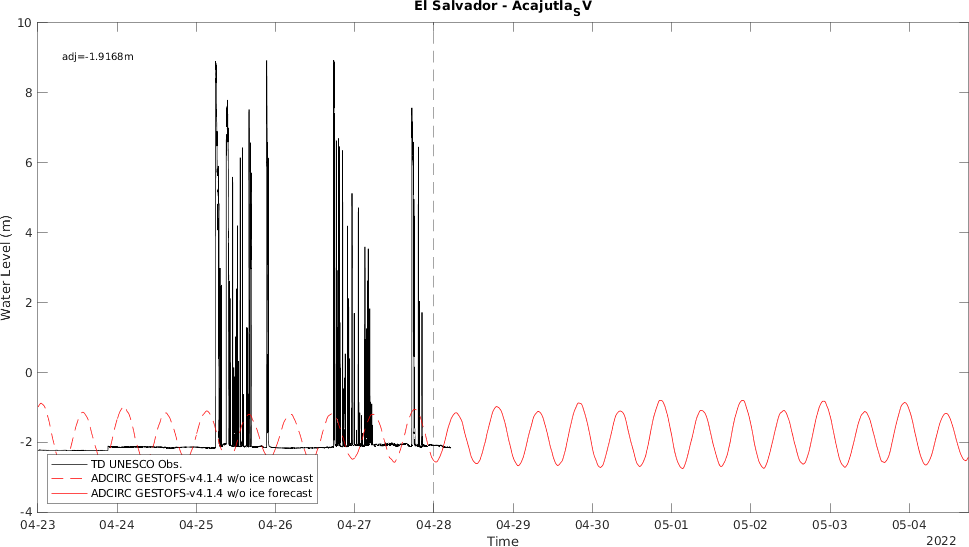 El Salvador - AcajutlaSV
adj=-1.9168m
10
8
6
4
2
0
-2
-4
Water Level (m)
TD UNESCO Obs.
ADCIRC GESTOFS-v4.1.4 w/o ice nowcast
ADCIRC GESTOFS-v4.1.4 w/o ice forecast
04-23 04-24 04-25 04-26 04-27 04-28 04-29 04-30 05-01 05-02 05-03 05-04
Time
2022